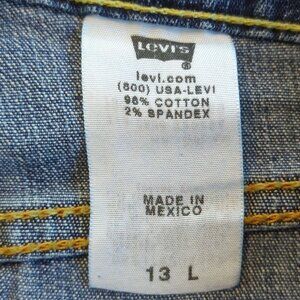 LEVI'S
®
levi.com
(800) USA-LEVI
98% COTTON
2% SPANDEX
MADE IN
MEXICO
13 L